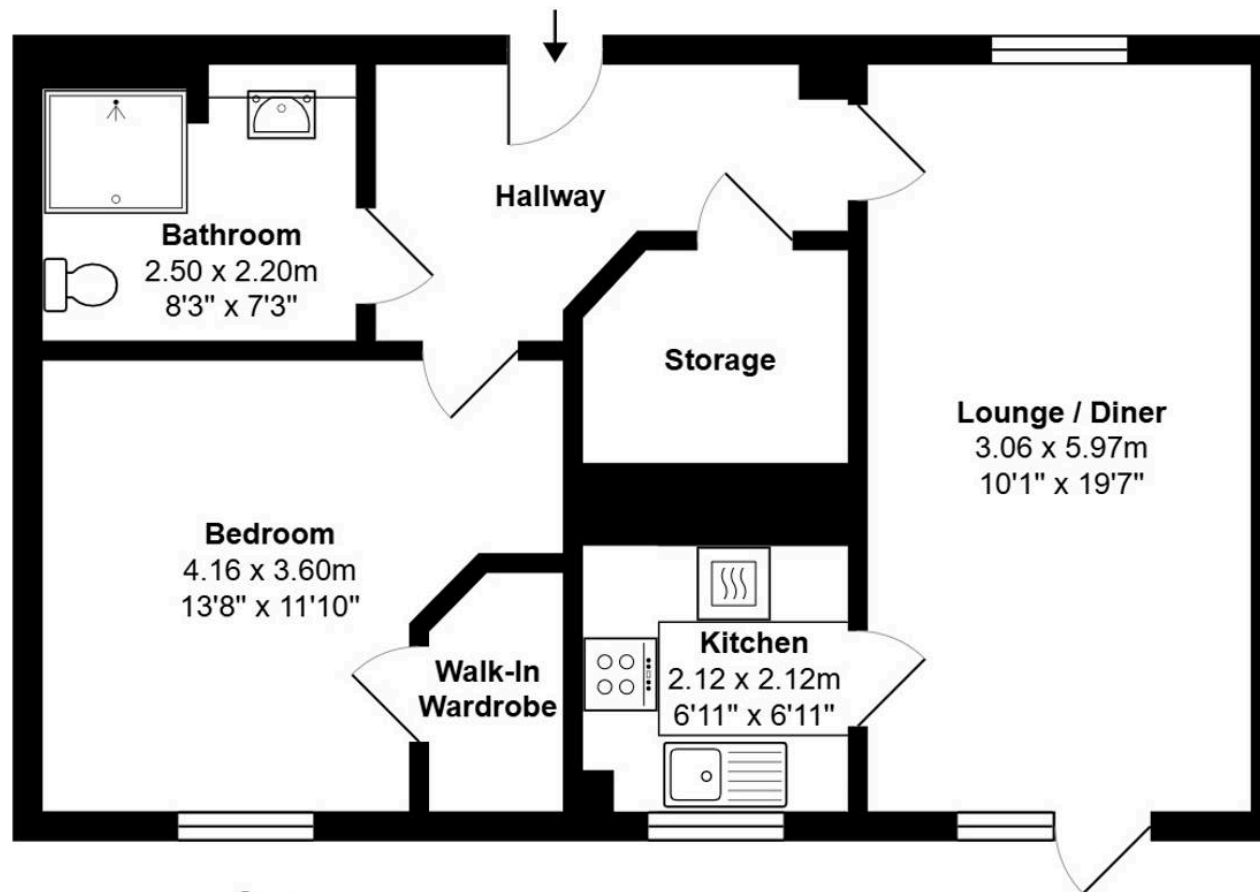 Hallway
Bathroom
2.50 x 2.20m
8'3" x 7'3"
Storage
Lounge / Diner
3.06 x 5.97m
10'1" x 19'7"
Bedroom
4.16 x 3.60m
13'8" x 11'10"
Walk-In
Wardrobe
Kitchen
2.12 x 2.12m
6'11" x 6'11"